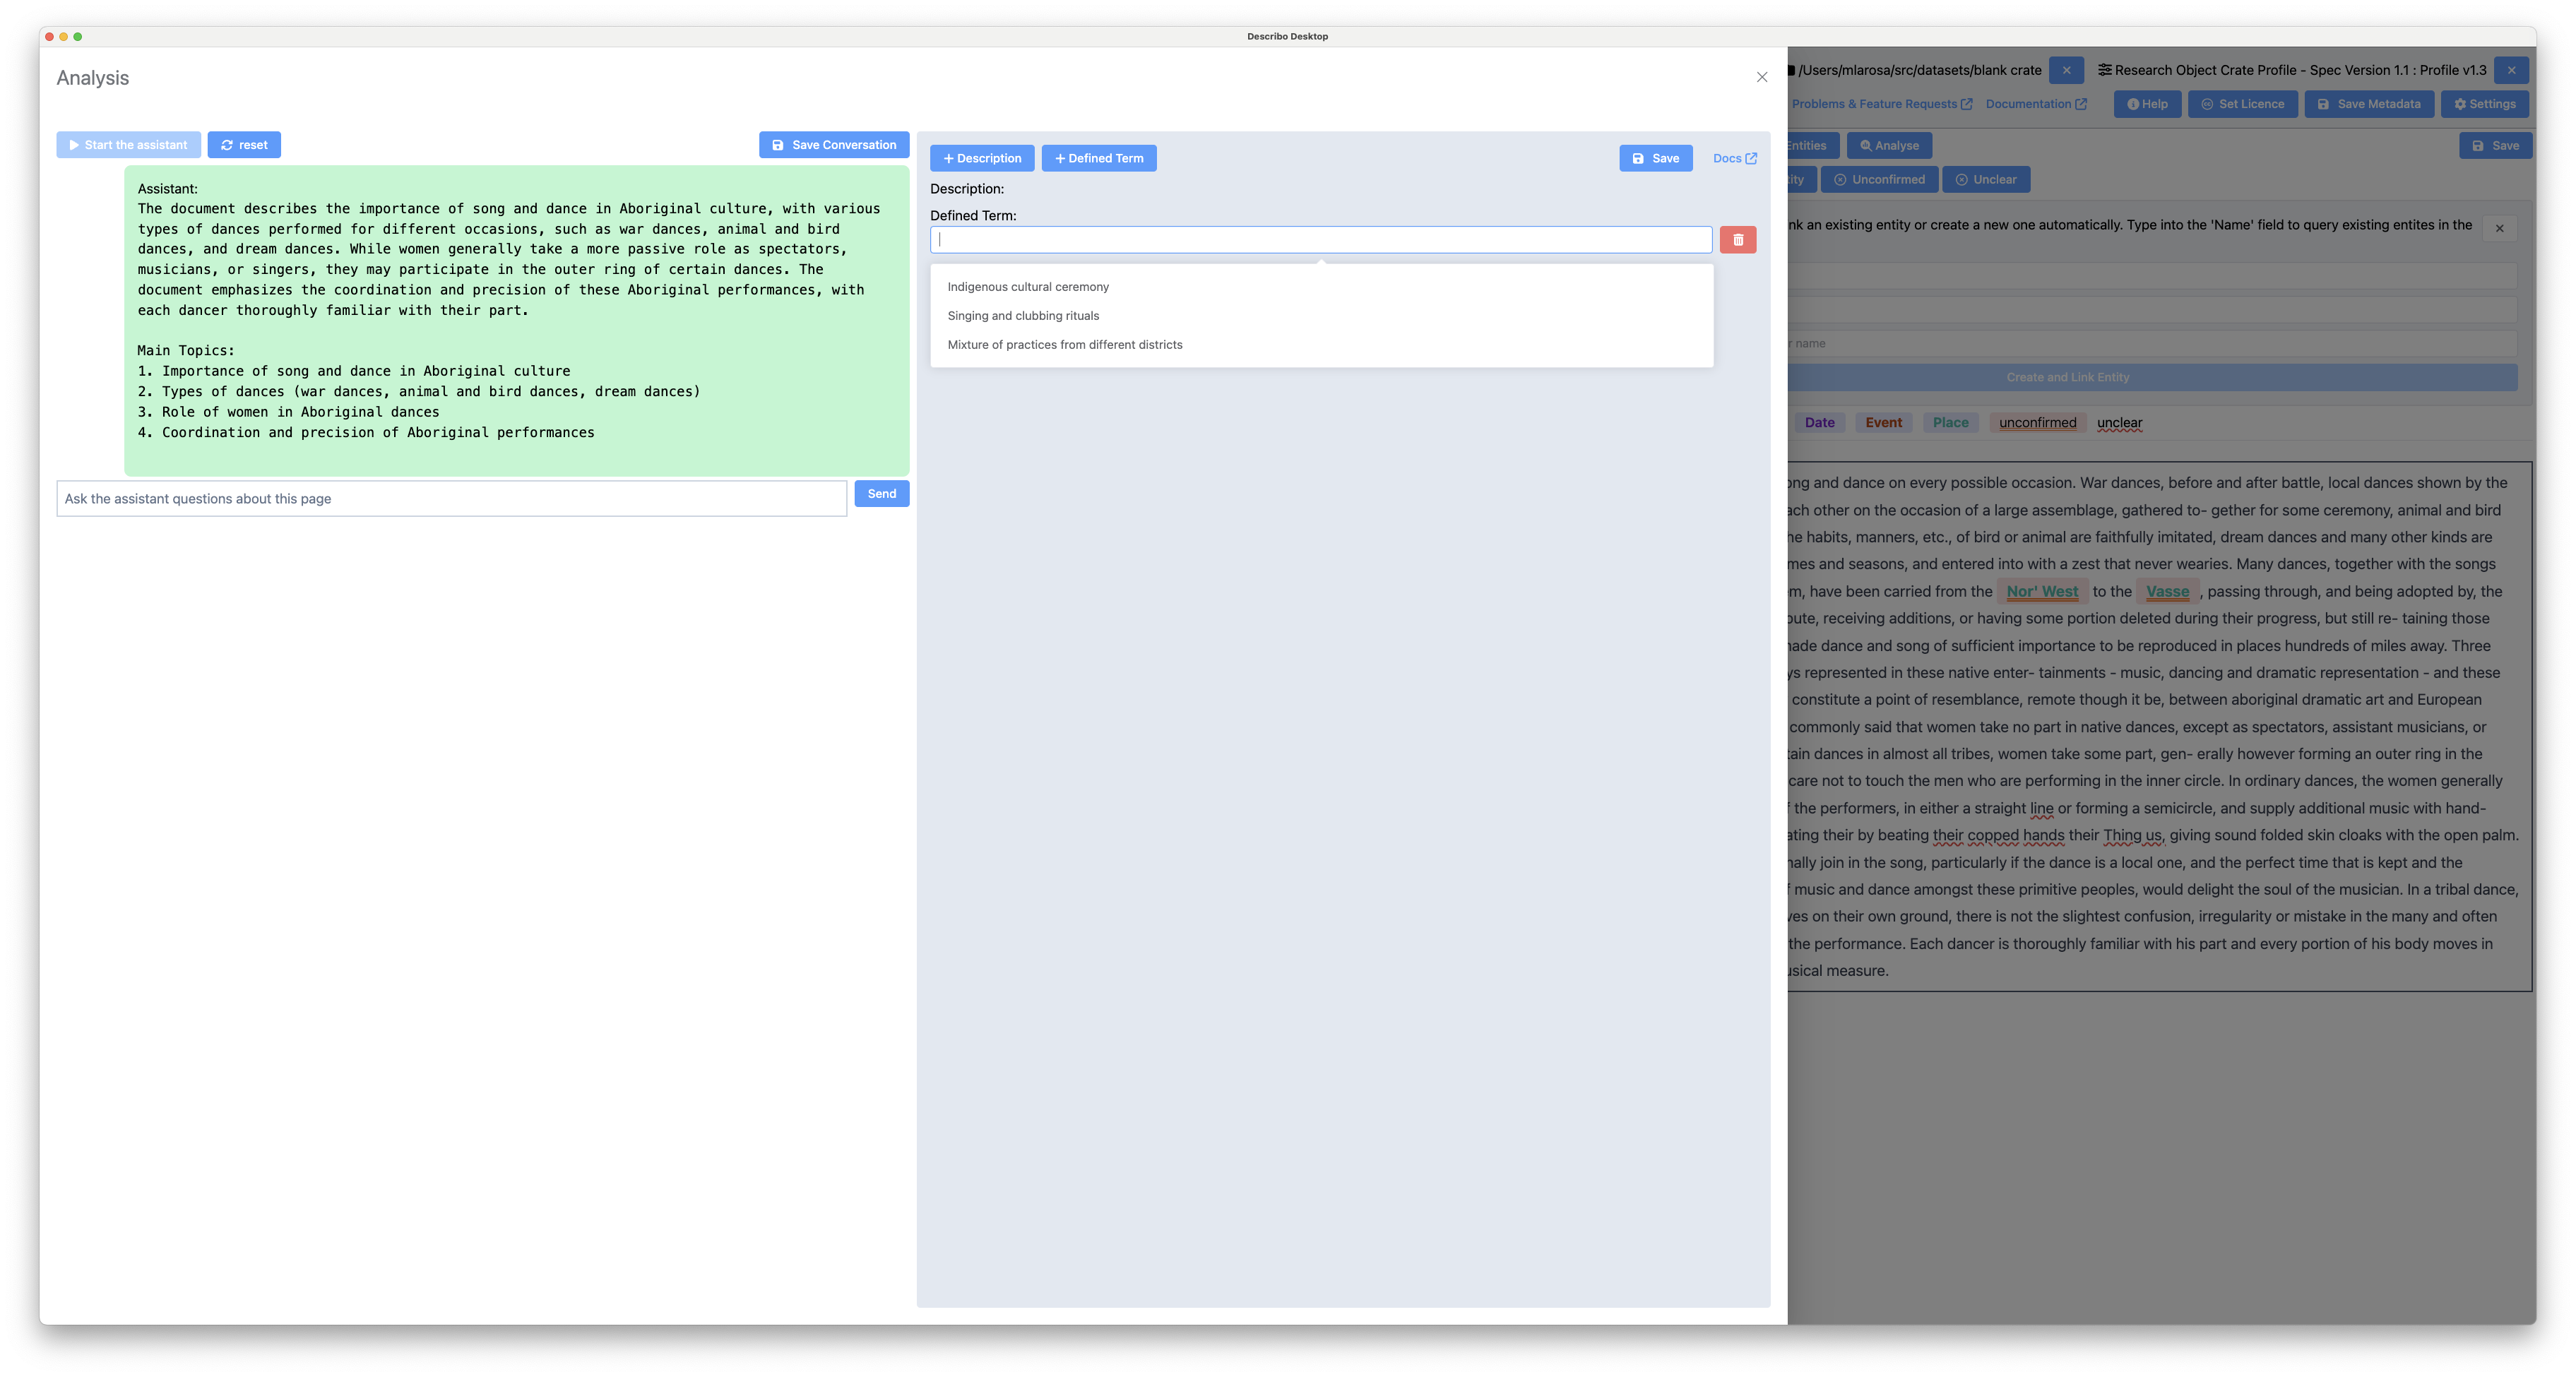 Describo Desktop
Analysis
Start the assistant
reset
Save Conversation
Assistant:
The document describes the importance of song and dance in Aboriginal culture, with various
types of dances performed for different occasions, such as war dances, animal and bird
dances, and dream dances. While women generally take a more passive role as spectators,
musicians, or singers, they may participate in the outer ring of certain dances. The
document emphasizes the coordination and precision of these Aboriginal performances, with
each dancer thoroughly familiar with their part.
Main Topics:
1. Importance of song and dance in Aboriginal culture
2. Types of dances (war dances, animal and bird dances, dream dances)
3. Role of women in Aboriginal dances
4. Coordination and precision of Aboriginal performances
Ask the assistant questions about this page
Send
+ Description
+ Defined Term
Save
Docs
Description:
Defined Term:
Indigenous cultural ceremony
Singing and clubbing rituals
Mixture of practices from different districts
/Users/mlarosa/src/datasets/blank crate
Research Object Crate Profile - Spec Version 1.1 : Profile v1.3
Problems & Feature Requests
Documentation
Help
Set Licence
Save Metadata
Settings
Entities
Analyse
Save
tity
Unconfirmed
Unclear
nk an existing entity or create a new one automatically. Type into the 'Name' field to query existing entites in the
r name
Create and Link Entity
Date Event Place unconfirmed unclear
ong and dance on every possible occasion. War dances, before and after battle, local dances shown by the
ach other on the occasion of a large assemblage, gathered to- gether for some ceremony, animal and bird
he habits, manners, etc., of bird or animal are faithfully imitated, dream dances and many other kinds are
mes and seasons, and entered into with a zest that never wearies. Many dances, together with the songs
m, have been carried from the Nor' West to the Vasse , passing through, and being adopted by, the
oute, receiving additions, or having some portion deleted during their progress, but still re- taining those
nade dance and song of sufficient importance to be reproduced in places hundreds of miles away. Three
ys represented in these native enter- tainments - music, dancing and dramatic representation - and these
constitute a point of resemblance, remote though it be, between aboriginal dramatic art and European
commonly said that women take no part in native dances, except as spectators, assistant musicians, or
tain dances in almost all tribes, women take some part, gen- erally however forming an outer ring in the
care not to touch the men who are performing in the inner circle. In ordinary dances, the women generally
f the performers, in either a straight line or forming a semicircle, and supply additional music with hand-
ating their by beating their copped hands their Thing us, giving sound folded skin cloaks with the open palm.
nally join in the song, particularly if the dance is a local one, and the perfect time that is kept and the
f music and dance amongst these primitive peoples, would delight the soul of the musician. In a tribal dance,
ves on their own ground, there is not the slightest confusion, irregularity or mistake in the many and often
the performance. Each dancer is thoroughly familiar with his part and every portion of his body moves in
usical measure.